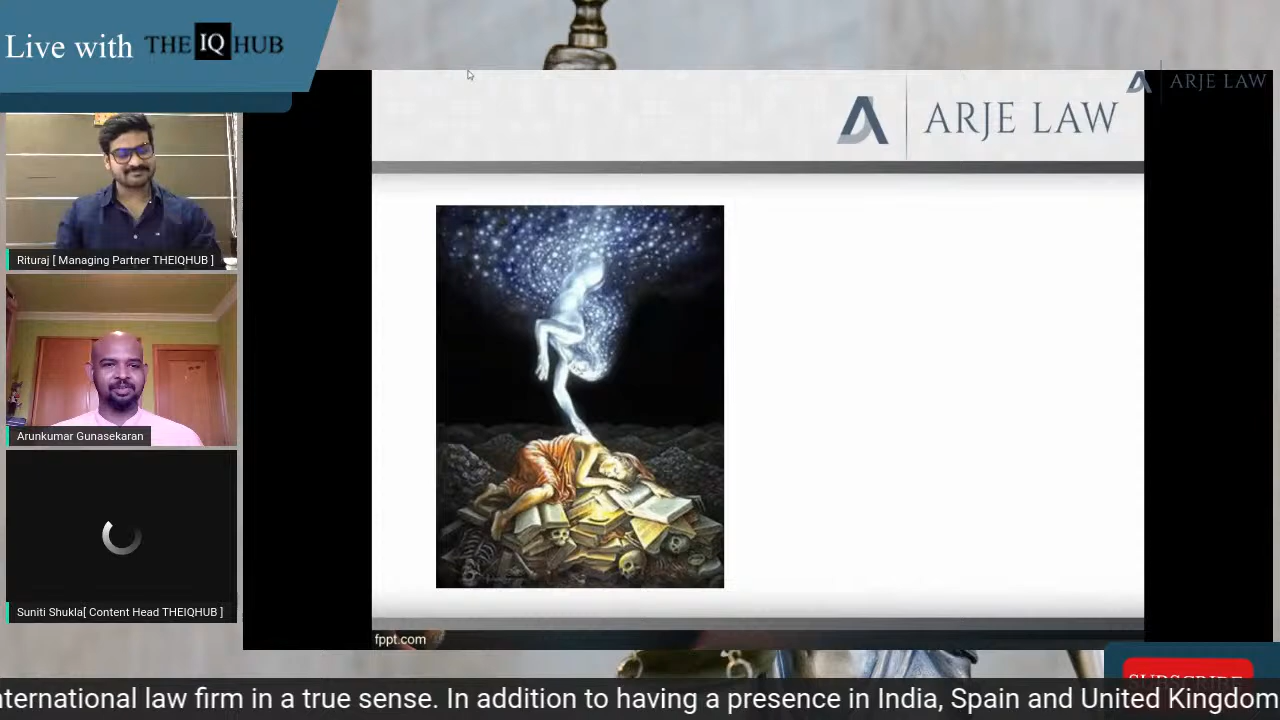 Live with THE IQ HUB
ARJE LAW
ARJE LAW
Rituraj [ Managing Partner THEIQHUB ]
Arunkumar Gunasekaran
Suniti Shukla[ Content Head THEIQHUB ]
fppt.com
SUBSCRIBE
nternational law firm in a true sense. In addition to having a presence in India, Spain and United Kingdom